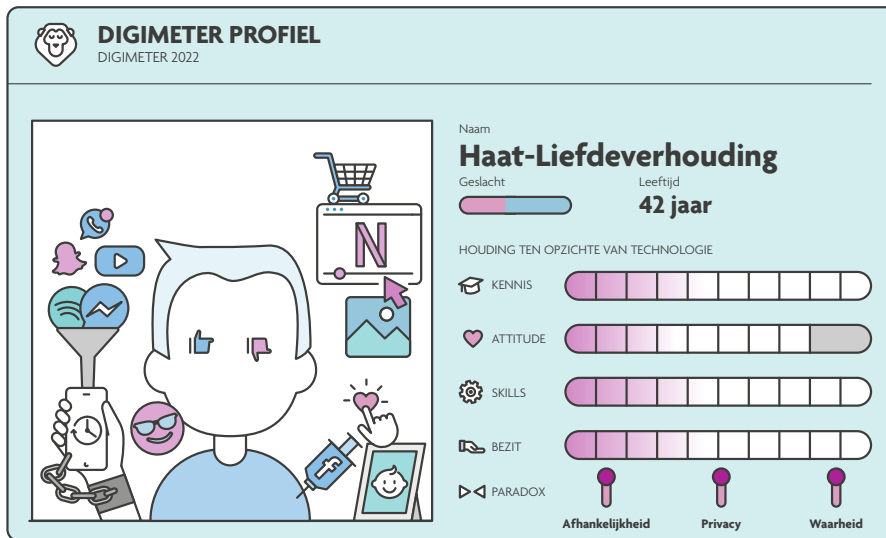 DIGIMETER PROFIEL
DIGIMETER 2022
N
f
Naam
Haat-Liefdeverhouding
Geslacht
Leeftijd
42 jaar
HOUDING TEN OPZICHTE VAN TECHNOLOGIE
KENNIS
ATTITUDE
SKILLS
BEZIT
PARADOX
Afhankelijkheid
Privacy
Waarheid